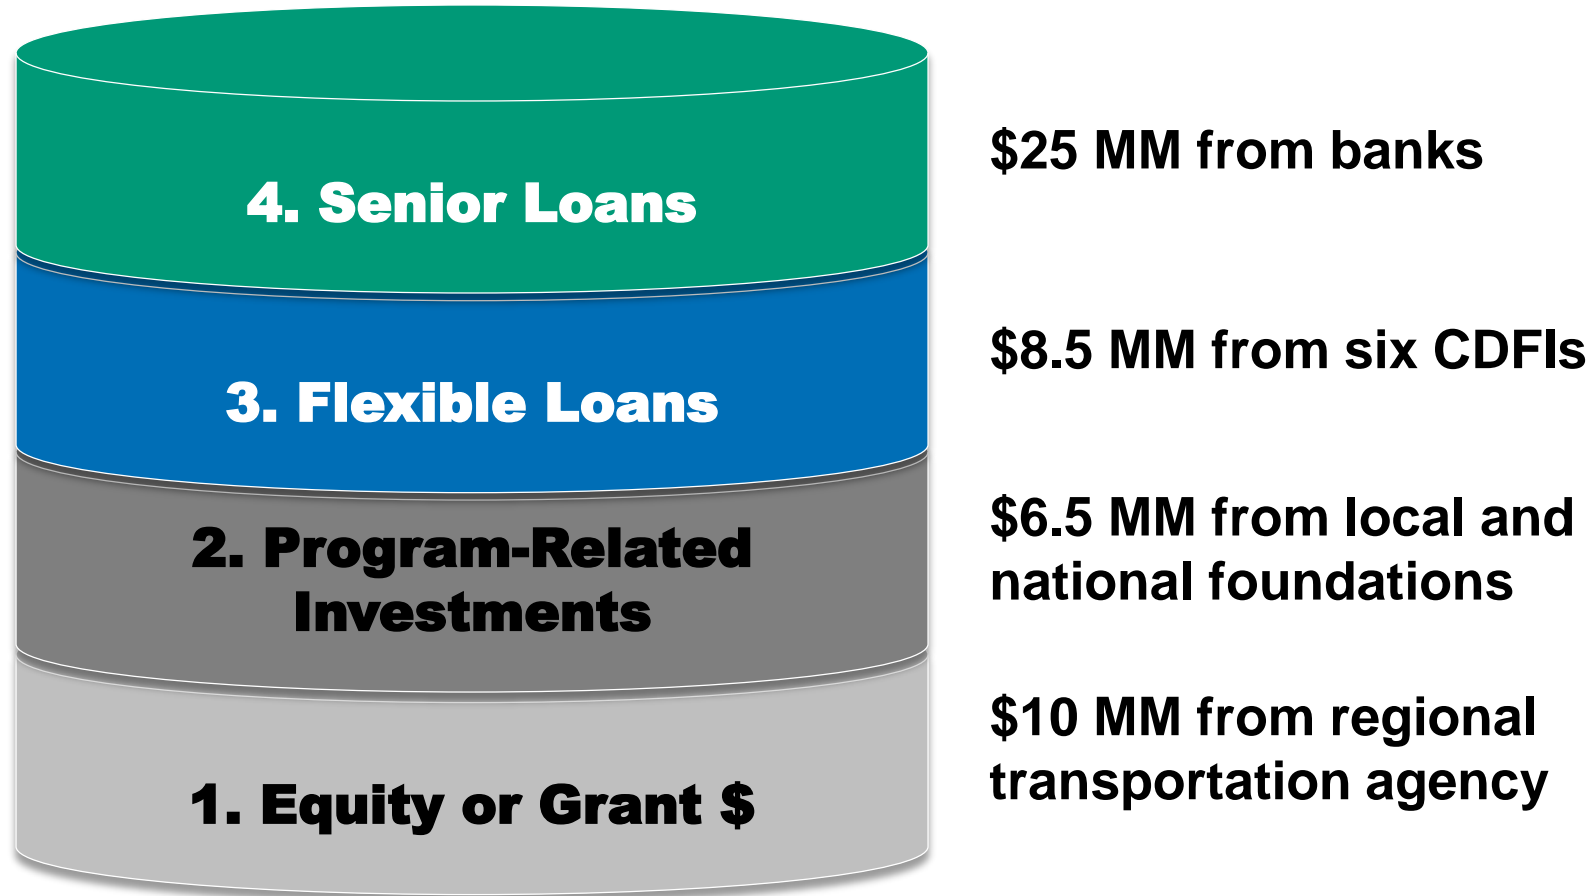 4. Senior Loans
$25 MM from banks
3. Flexible Loans
$8.5 MM from six CDFIs
2. Program-Related
Investments
$6.5 MM from local and
national foundations
1. Equity or Grant $
$10 MM from regional
transportation agency